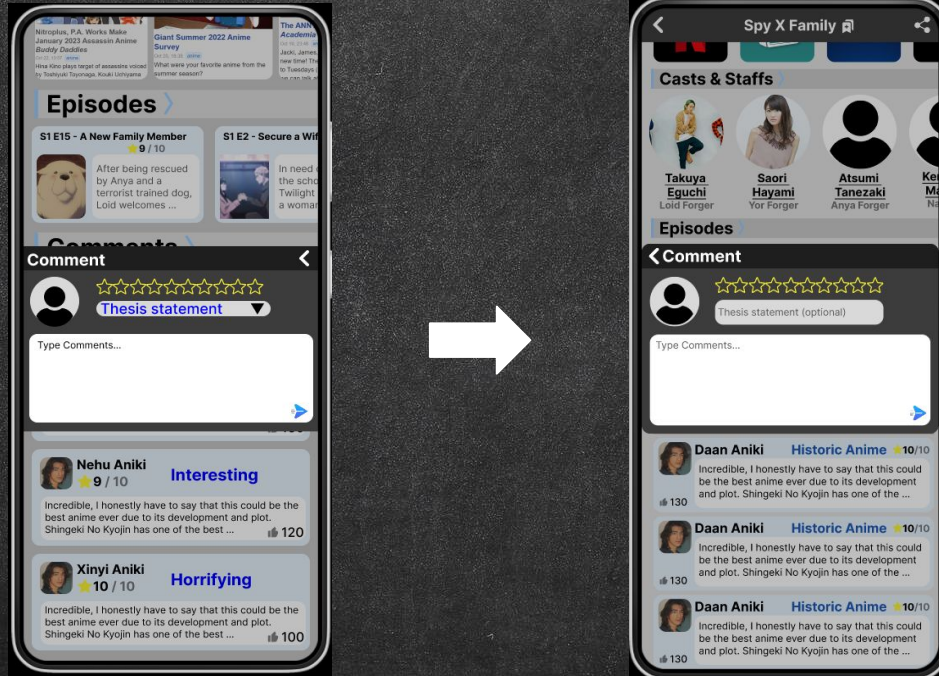 Nitroplus, P.A. Works Make
January 2023 Assassin Anime
Buddy Daddies
anime
Hina Kino plays target of assassins voiced
by Toshiyuki Toyonaga, Kouki Uchiyama
Giant Summer 2022 Anime
Survey
anime
What were your favorite anime from the
summer season?
The ANN
Academia
anime
Jacki, James,
new time! The
to Tuesdays (
Episodes
S1 E15 - A New Family Member
9 / 10
After being rescued
by Anya and a
terrorist trained dog,
Loid welcomes ...
S1 E2 - Secure a Wif
In need
the scho
Twilight
a woman
Comments
Comment
Thesis statement
Type Comments...
Nehu Aniki
9 / 10
Interesting
Incredible, I honestly have to say that this could be the
best anime ever due to its development and plot.
Shingeki No Kyojin has one of the best ...
120
Xinyi Aniki
10 / 10
Horrifying
Incredible, I honestly have to say that this could be the
best anime ever due to its development and plot.
Shingeki No Kyojin has one of the best ...
100
Spy X Family
Casts & Staffs
Takuya
Eguchi
Loid Forger
Saori
Hayami
Yor Forger
Atsumi
Tanezaki
Anya Forger
Ke
Ma
Na
Episodes
Comment
Thesis statement (optional)
Type Comments...
Daan Aniki Historic Anime 10/10
Incredible, I honestly have to say that this could
be the best anime ever due to its development
and plot. Shingeki No Kyojin has one of the ...
130
Daan Aniki Historic Anime 10/10
Incredible, I honestly have to say that this could
be the best anime ever due to its development
and plot. Shingeki No Kyojin has one of the ...
130
Daan Aniki Historic Anime 10/10
Incredible, I honestly have to say that this could
be the best anime ever due to its development
and plot. Shingeki No Kyojin has one of the ...
130